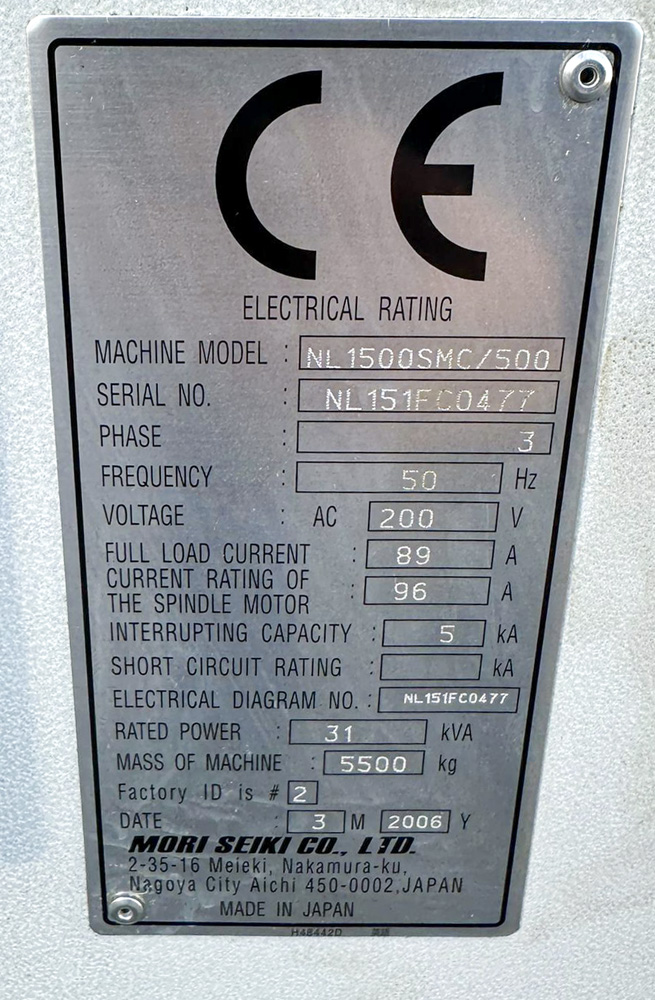 CE
ELECTRICAL RATING
MACHINE MODEL : NL1500SMC/500
SERIAL NO. : NL151FC0477
PHASE : 3
FREQUENCY : 50 Hz
VOLTAGE : AC 200 V
FULL LOAD CURRENT : 89 A
CURRENT RATING OF
THE SPINDLE MOTOR : 96 A
INTERRUPTING CAPACITY : 5 kA
SHORT CIRCUIT RATING : kA
ELECTRICAL DIAGRAM NO. : NL151FC0477
RATED POWER : 31 kVA
MASS OF MACHINE : 5500 kg
Factory ID is # 2
DATE : 3 M 2006 Y
MORI SEIKI CO., LTD.
2-35-16 Meieki, Nakamura-ku,
Nagoya City Aichi 450-0002,JAPAN
MADE IN JAPAN
H48442D